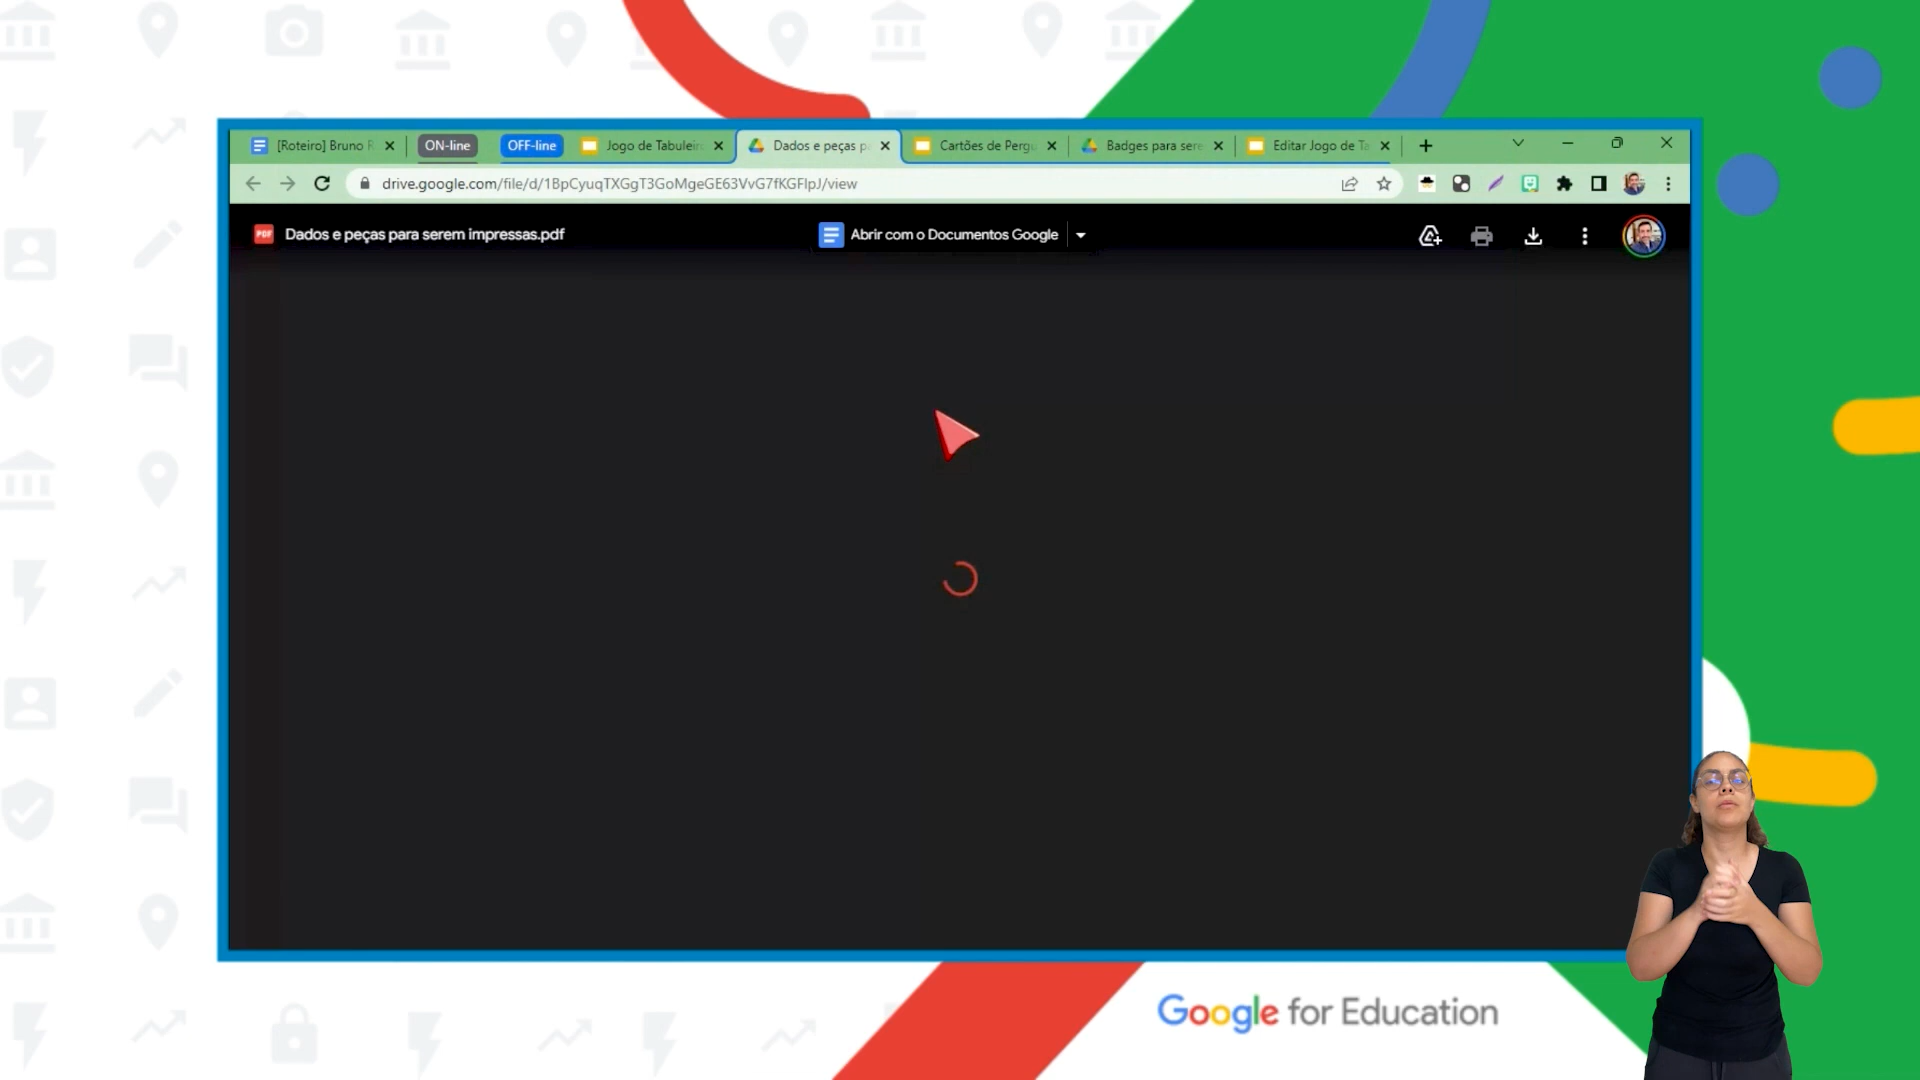 [Roteiro] Bruno R
ON-line
OFF-line
Jogo de Tabuleir
Dados e peças p
Cartões de Pergu
Badges para sere
Editar Jogo de Ta
drive.google.com/file/d/1BpCyuqTXGgT3GoMgeGE63VvG7fKGFlpJ/view
PDF
Dados e peças para serem impressas.pdf
Abrir com o Documentos Google
Google for Education